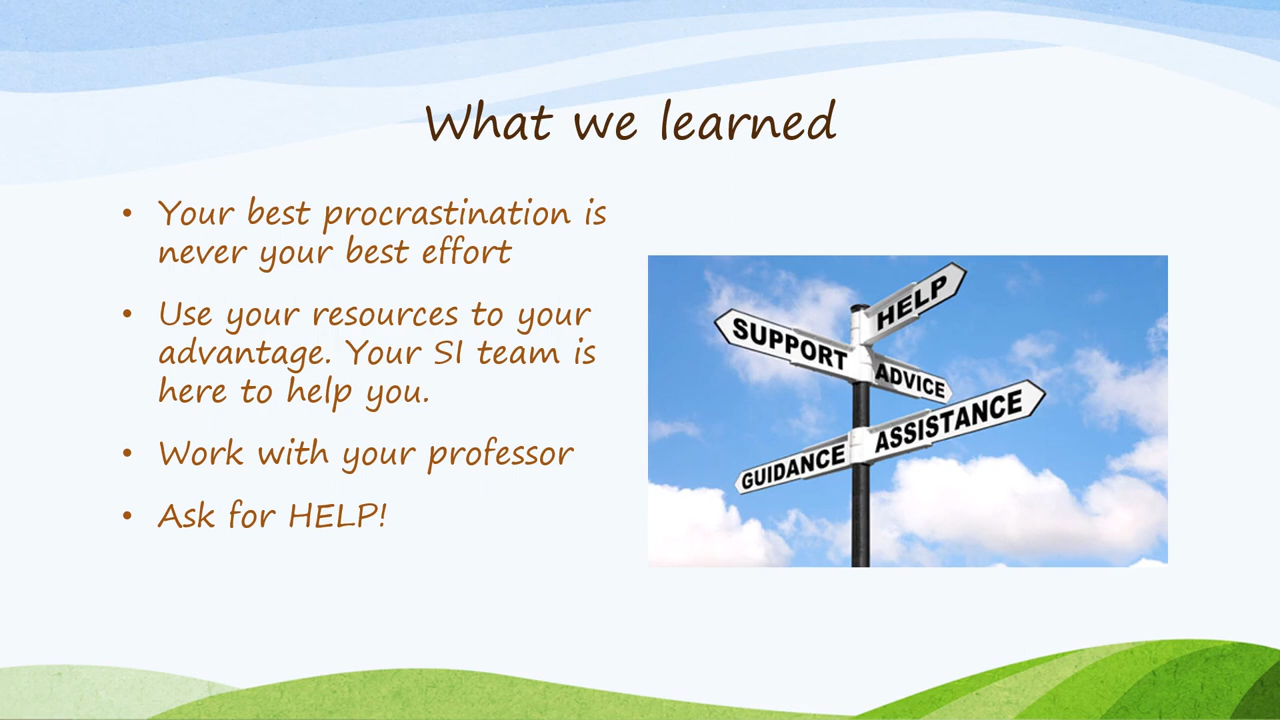 What we learned
• Your best procrastination is
never your best effort
• Use your resources to your
advantage. Your SI team is
here to help you.
• Work with your professor
• Ask for HELP!
HELP
SUPPORT
ADVICE
ASSISTANCE
GUIDANCE